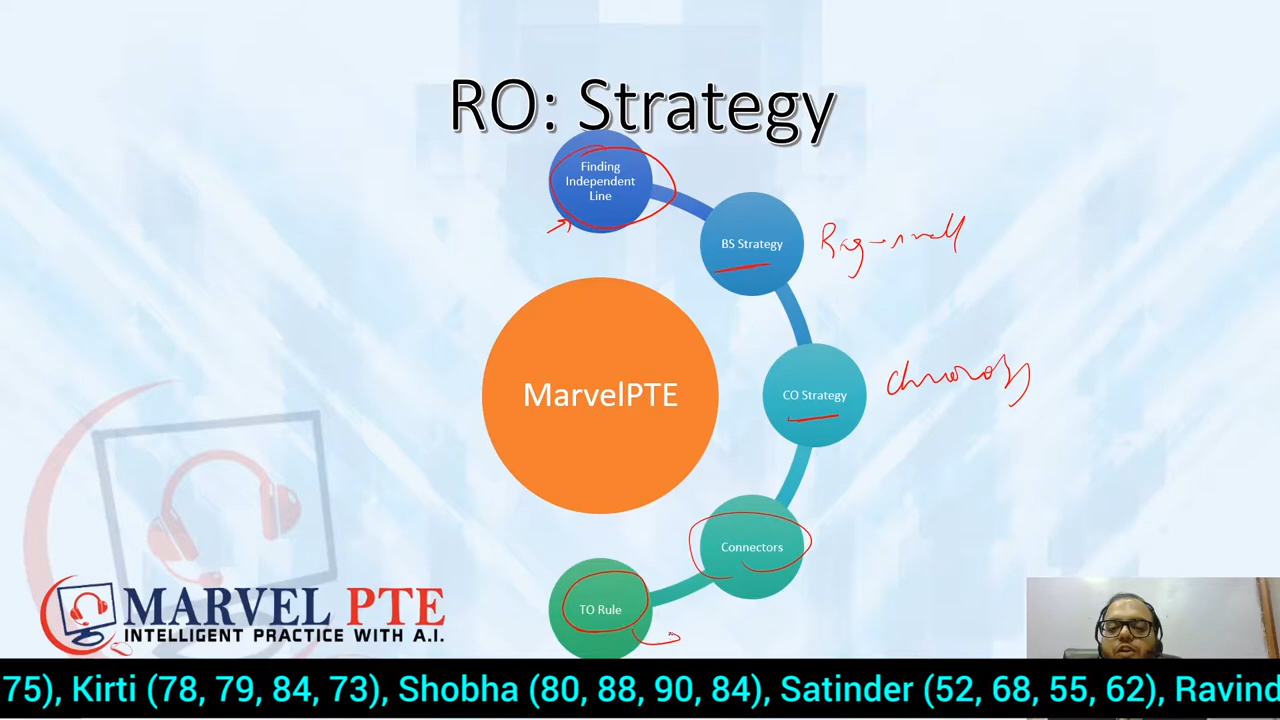 RO: Strategy
Finding
Independent
Line
BS Strategy
CO Strategy
Connectors
TO Rule
MarvelPTE
MARVEL PTE
INTELLIGENT PRACTICE WITH A.I.
75), Kirti (78, 79, 84, 73), Shobha (80, 88, 90, 84), Satinder (52, 68, 55, 62), Ravind